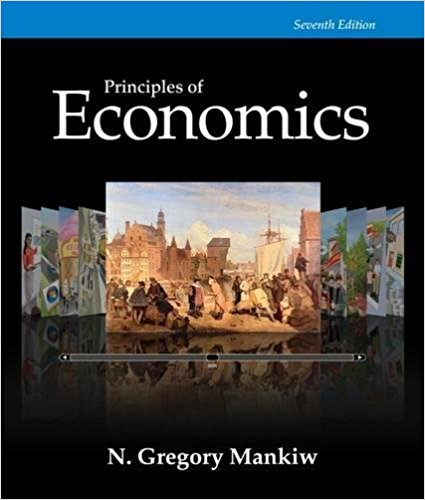 Seventh Edition
Principles of
Economics
N. Gregory Mankiw